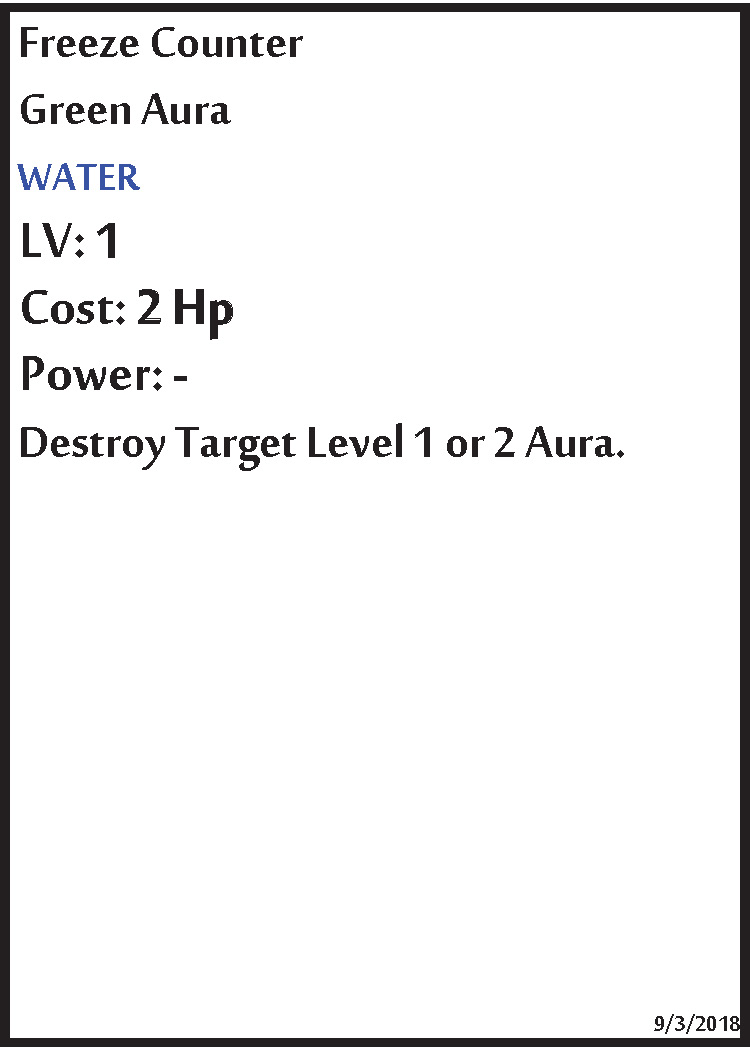 Freeze Counter
Green Aura
WATER
LV: 1
Cost: 2 Hp
Power: -
Destroy Target Level 1 or 2 Aura.
9/3/2018